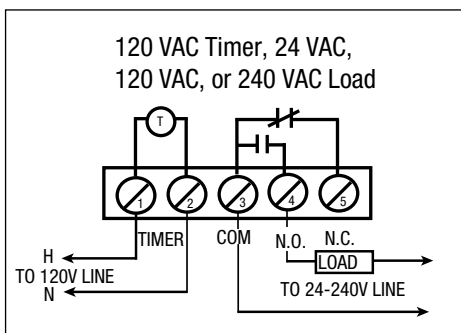 120 VAC Timer, 24 VAC,
120 VAC, or 240 VAC Load
T
1 2 3 4 5
TIMER COM N.O. N.C.
H
LOAD
TO 120V LINE
TO 24-240V LINE
N